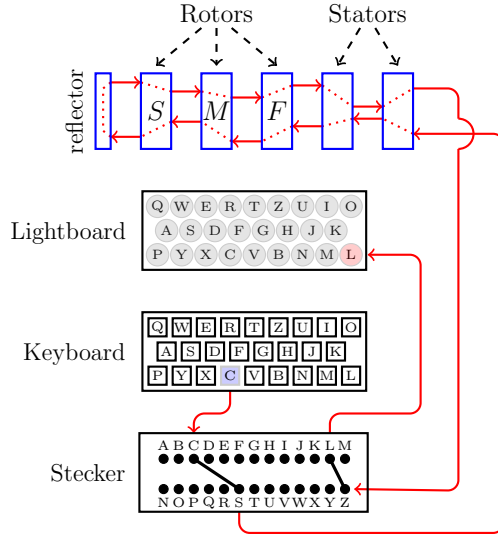 Rotors Stators
reflector
S M F
Lightboard
Q W E R T Z U I O
A S D F G H J K
P Y X C V B N M L
Keyboard
Q W E R T Z U I O
A S D F G H J K
P Y X C V B N M L
Stecker
A B C D E F G H I J K L M
N O P Q R S T U V W X Y Z